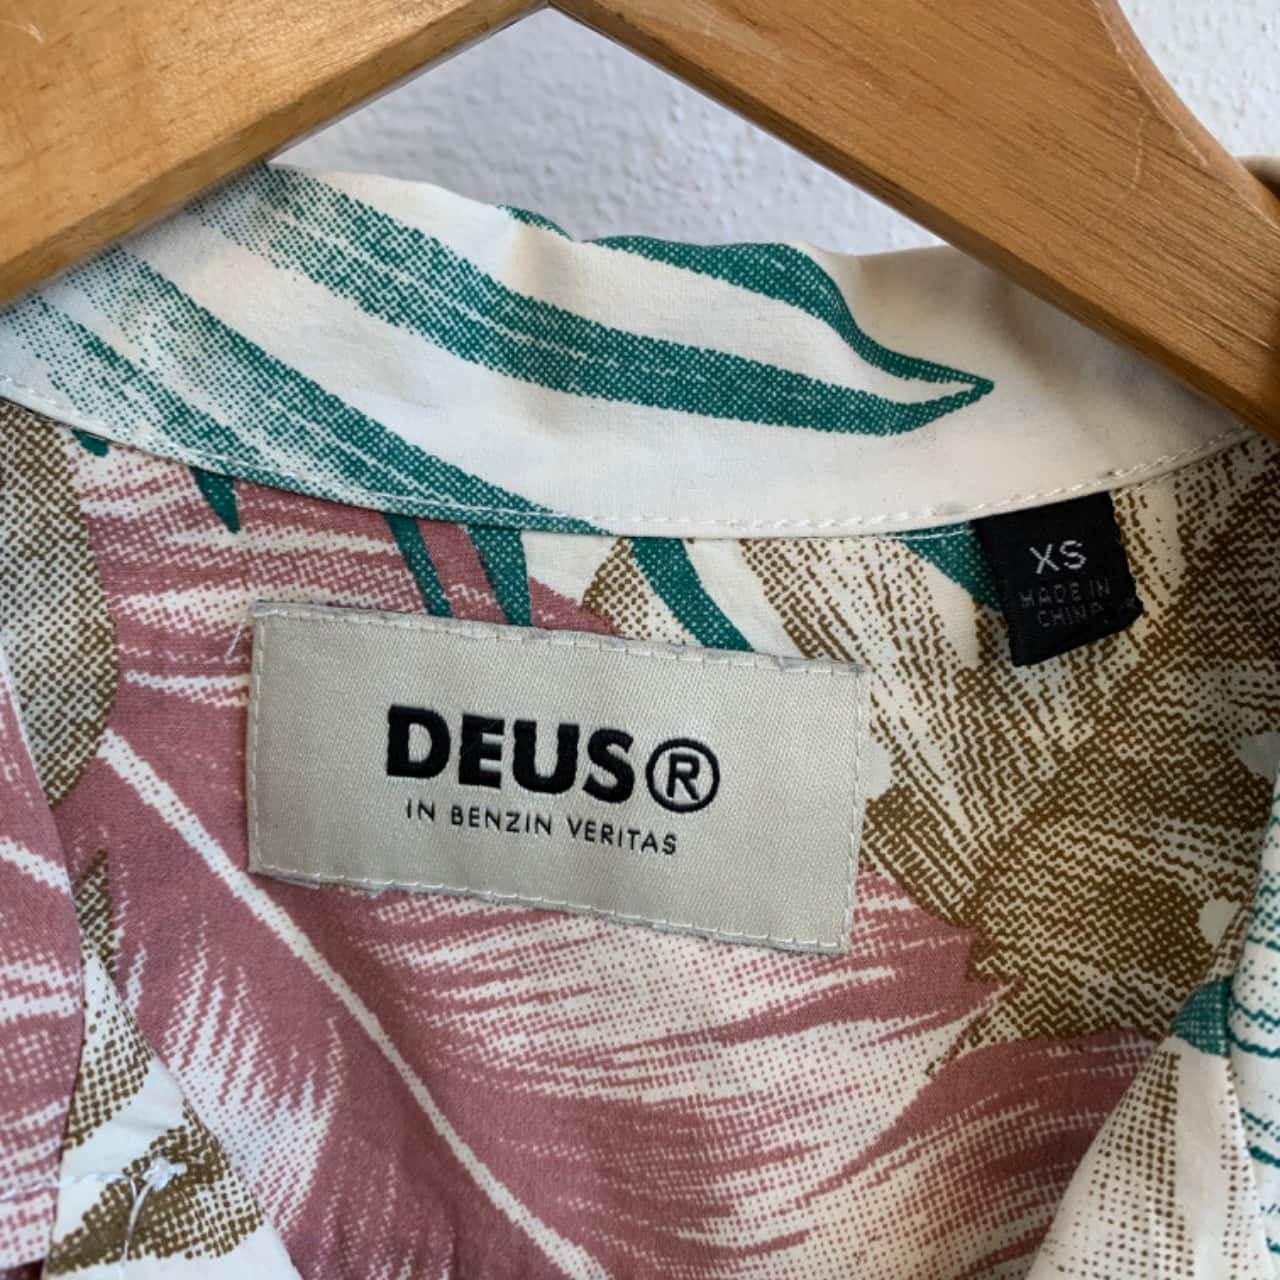 XS
MADE IN
CHINA
DEUS®
IN BENZIN VERITAS